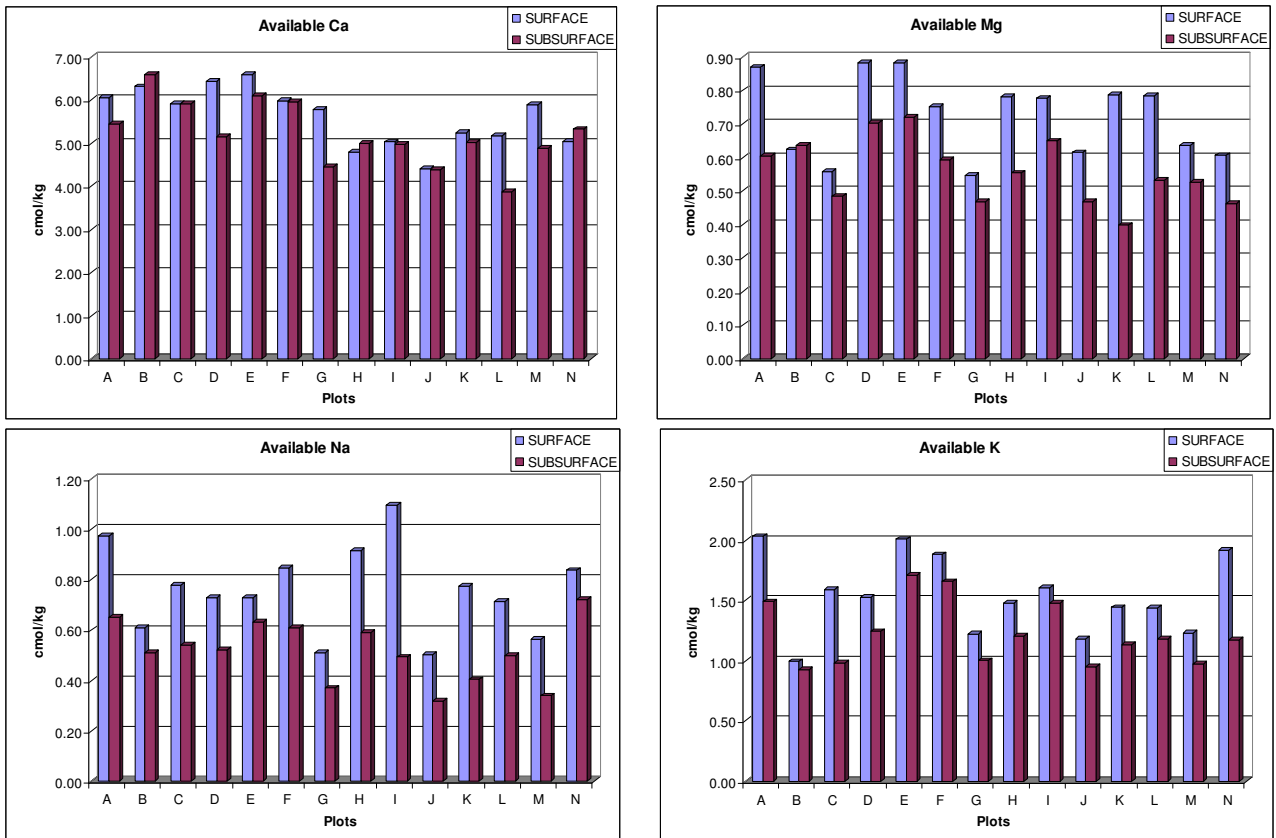 Available Ca
SURFACE
SUBSURFACE
7.00
6.00
5.00
4.00
3.00
2.00
1.00
0.00
cmol/kg
A B C D E F G H I J K L M N
Plots
Available Mg
SURFACE
SUBSURFACE
0.90
0.80
0.70
0.60
0.50
0.40
0.30
0.20
0.10
0.00
cmol/kg
A B C D E F G H I J K L M N
Plots
Available Na
SURFACE
SUBSURFACE
1.20
1.00
0.80
0.60
0.40
0.20
0.00
cmol/kg
A B C D E F G H I J K L M N
Plots
Available K
SURFACE
SUBSURFACE
2.50
2.00
1.50
1.00
0.50
0.00
cmol/kg
A B C D E F G H I J K L M N
Plots